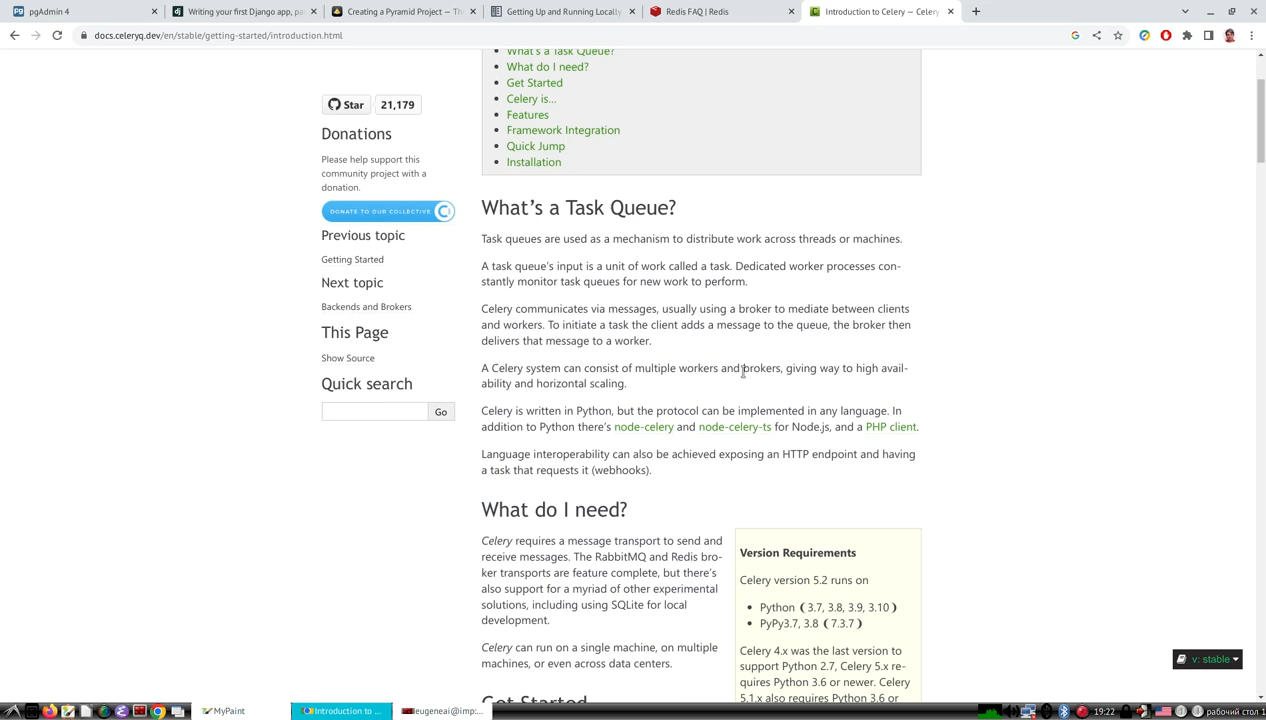 pgAdmin 4
Writing your first Django app, pa
Creating a Pyramid Project — Th
Getting Up and Running Locally
Redis FAQ | Redis
Introduction to Celery — Celery
docs.celeryq.dev/en/stable/getting-started/introduction.html
Star 21,179
Donations
Please help support this
community project with a
donation.
DONATE TO OUR COLLECTIVE
Previous topic
Getting Started
Next topic
Backends and Brokers
This Page
Show Source
Quick search
Go
What's a Task Queue?
What do I need?
Get Started
Celery is…
Features
Framework Integration
Quick Jump
Installation
What's a Task Queue?
Task queues are used as a mechanism to distribute work across threads or machines.
A task queue's input is a unit of work called a task. Dedicated worker processes con-
stantly monitor task queues for new work to perform.
Celery communicates via messages, usually using a broker to mediate between clients
and workers. To initiate a task the client adds a message to the queue, the broker then
delivers that message to a worker.
A Celery system can consist of multiple workers and brokers, giving way to high avail-
ability and horizontal scaling.
Celery is written in Python, but the protocol can be implemented in any language. In
addition to Python there's node-celery and node-celery-ts for Node.js, and a PHP client.
Language interoperability can also be achieved exposing an HTTP endpoint and having
a task that requests it (webhooks).
What do I need?
Celery requires a message transport to send and
receive messages. The RabbitMQ and Redis bro-
ker transports are feature complete, but there's
also support for a myriad of other experimental
solutions, including using SQLite for local
development.
Celery can run on a single machine, on multiple
machines, or even across data centers.
Get Started
Version Requirements
Celery version 5.2 runs on
Python ❨3.7, 3.8, 3.9, 3.10❩
PyPy3.7, 3.8 ❨7.3.7❩
Celery 4.x was the last version to
support Python 2.7, Celery 5.x re-
quires Python 3.6 or newer. Celery
5.1.x also requires Python 3.6 or
v: stable
MyPaint
Introduction to ...
eugeneai@imp:...
19:22
рабочий стол 1